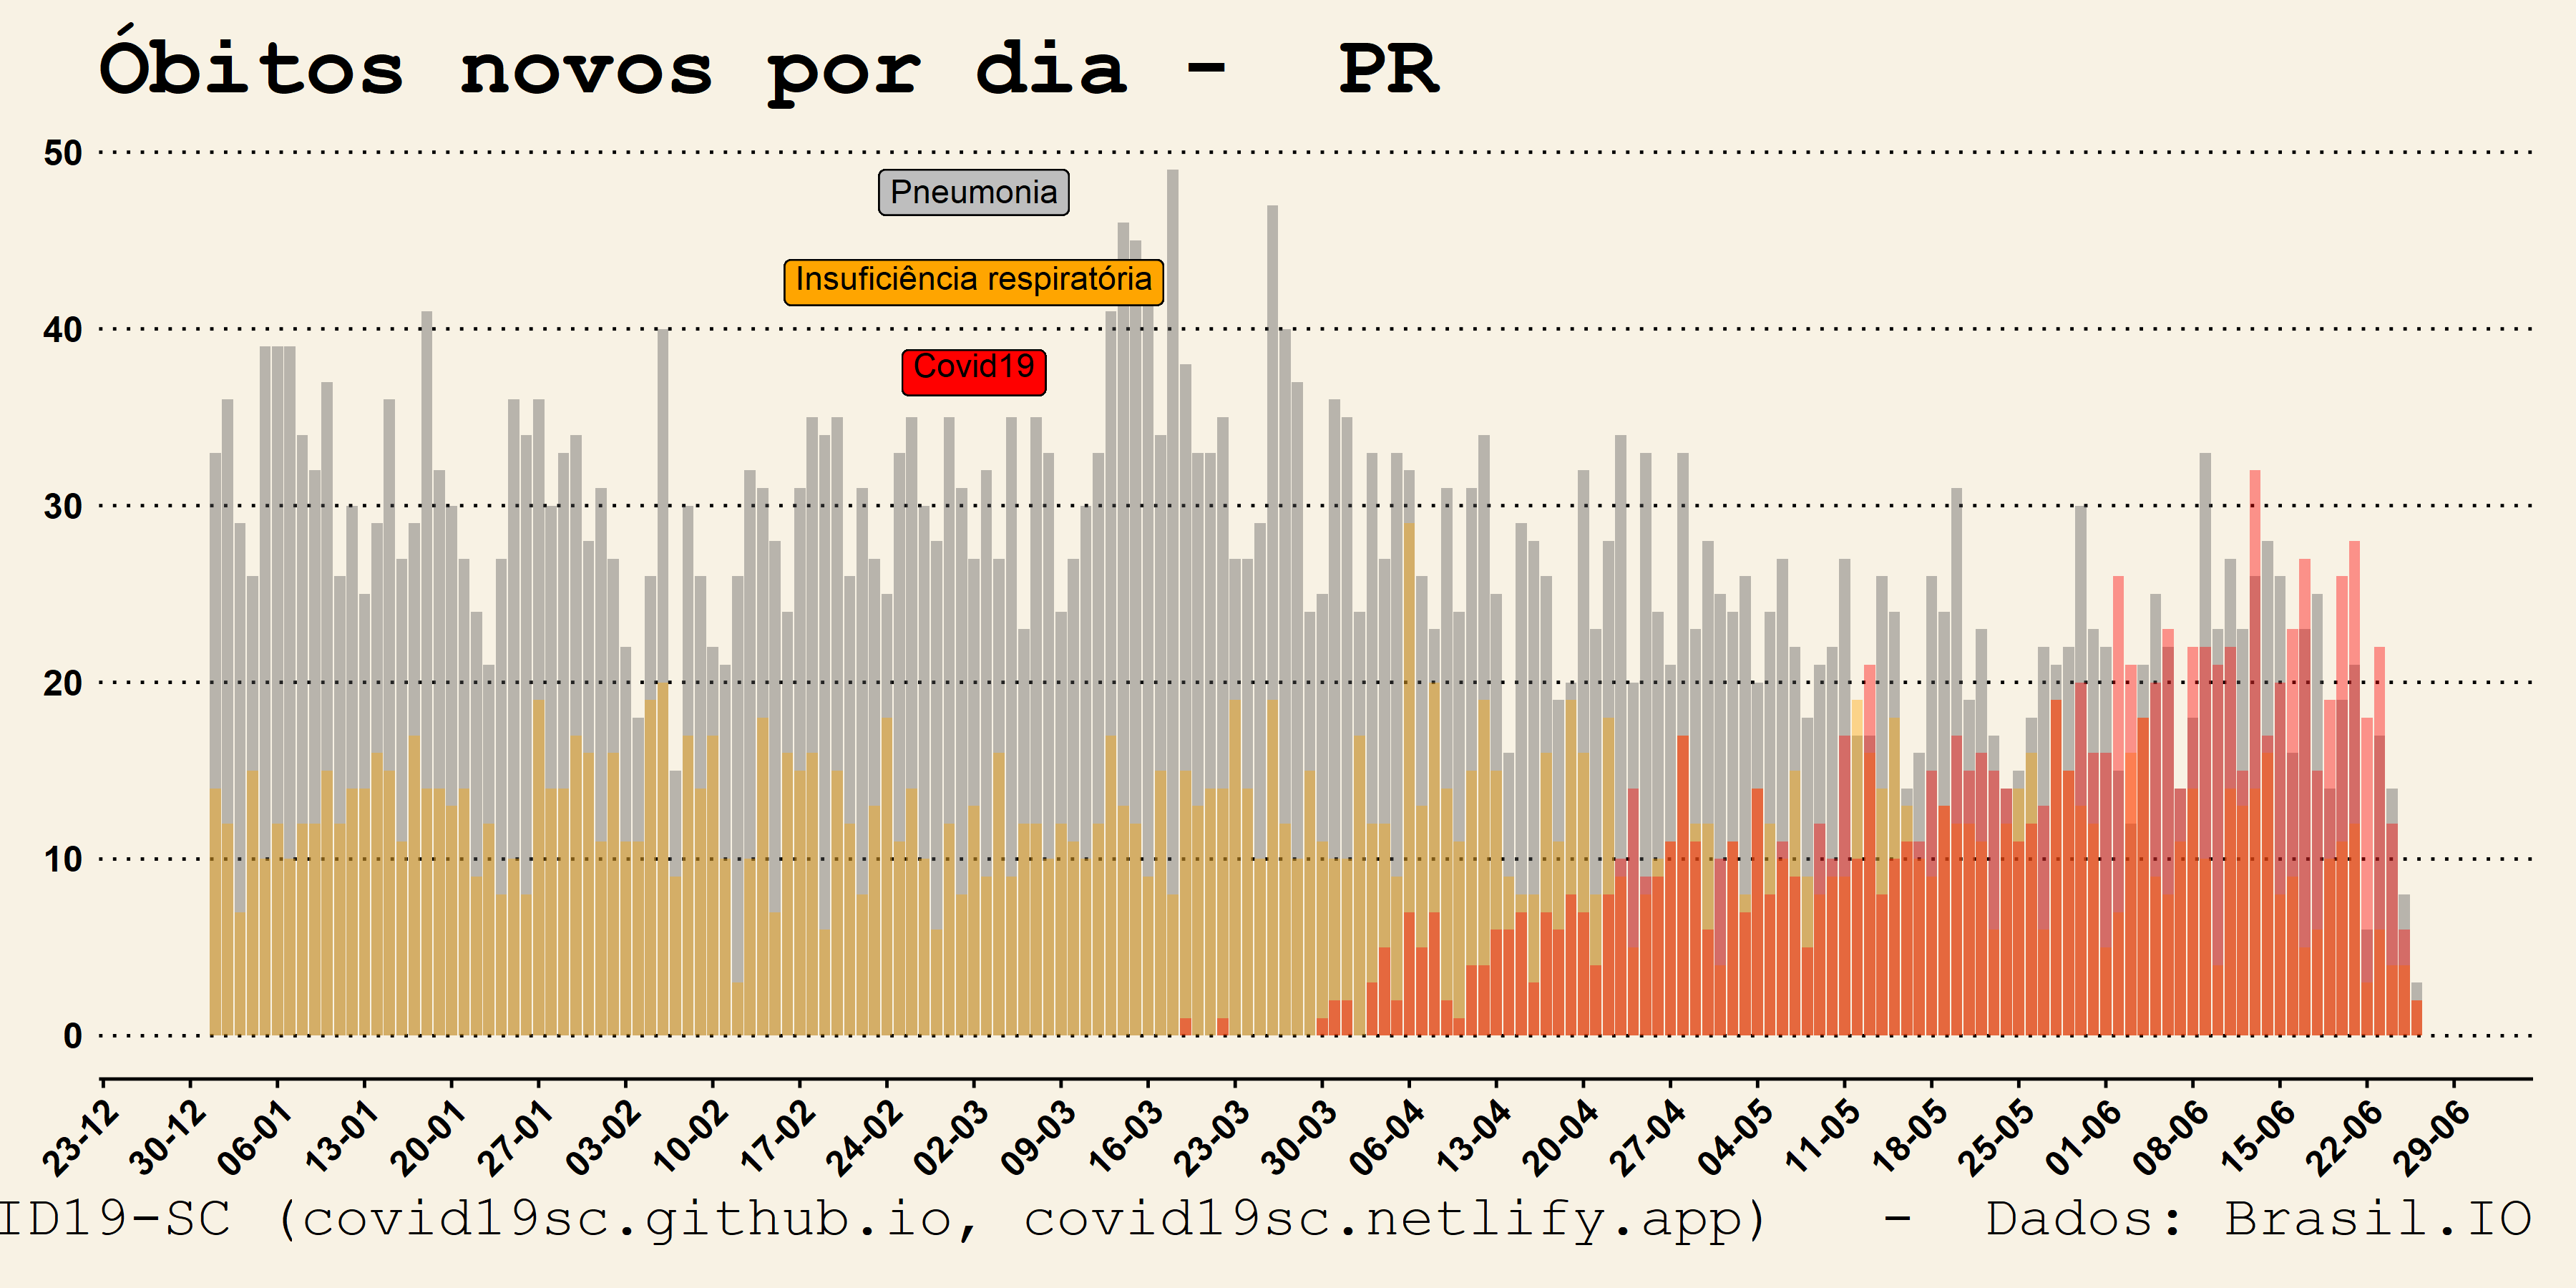 Óbitos novos por dia -  PR
50
Pneumonia
Insuficiência respiratória
40
Covid19
30
20
10
0
23-12 30-12 06-01 13-01 20-01 27-01 03-02 10-02 17-02 24-02 02-03 09-03 16-03 23-03 30-03 06-04 13-04 20-04 27-04 04-05 11-05 18-05 25-05 01-06 08-06 15-06 22-06 29-06
ID19-SC (covid19sc.github.io, covid19sc.netlify.app)  -  Dados: Brasil.IO